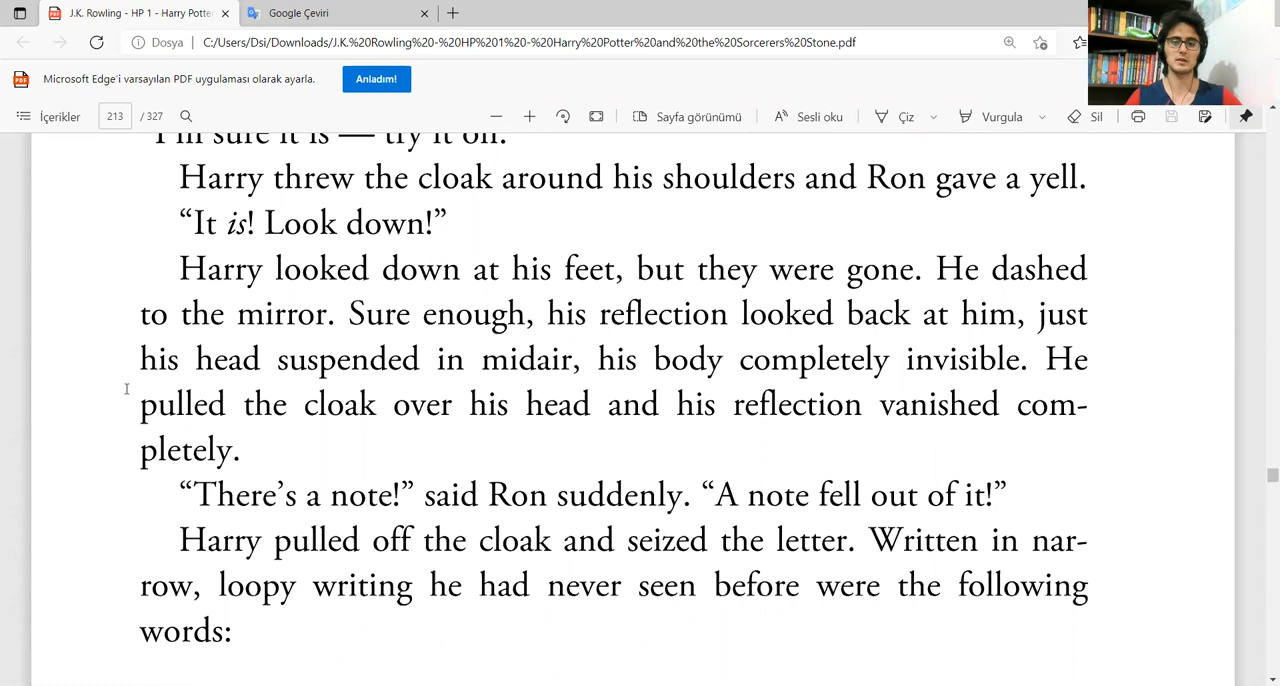 J.K. Rowling - HP 1 - Harry Potter
Google Çeviri
Dosya
C:/Users/Dsi/Downloads/J.K.%20Rowling%20-%20HP%201%20-%20Harry%20Potter%20and%20the%20Sorcerers%20Stone.pdf
Microsoft Edge'i varsayılan PDF uygulaması olarak ayarla.
Anladım!
İçerikler
213
/ 327
Sayfa görünümü
Sesli oku
Çiz
Vurgula
Sil
"I'm sure it is — try it on."
Harry threw the cloak around his shoulders and Ron gave a yell.
“It is! Look down!”
Harry looked down at his feet, but they were gone. He dashed
to the mirror. Sure enough, his reflection looked back at him, just
his head suspended in midair, his body completely invisible. He
pulled the cloak over his head and his reflection vanished com-
pletely.
“There’s a note!” said Ron suddenly. “A note fell out of it!”
Harry pulled off the cloak and seized the letter. Written in nar-
row, loopy writing he had never seen before were the following
words: